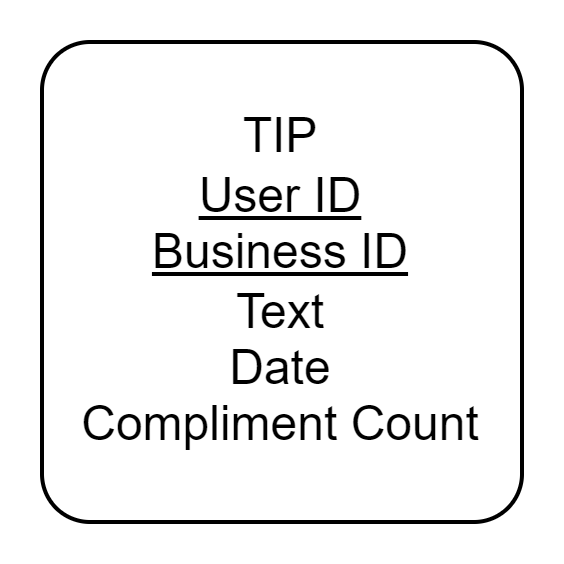 TIP
User ID
Business ID
Text
Date
Compliment Count